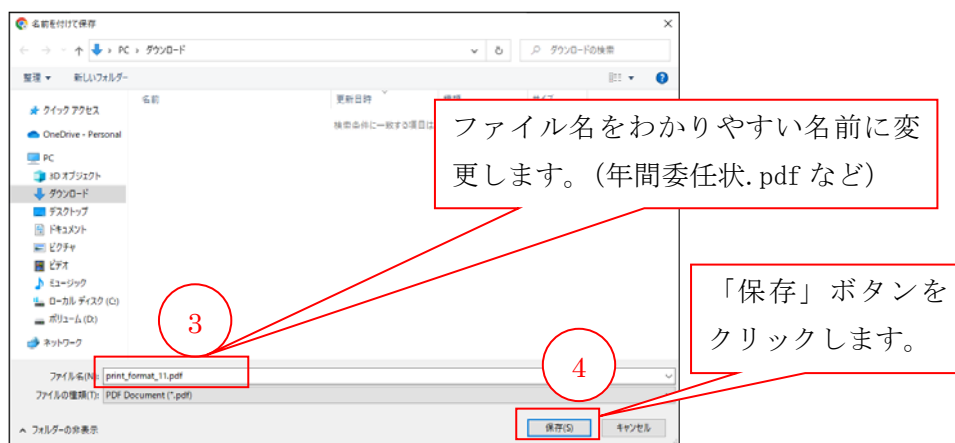 名前を付けて保存
PC › ダウンロード
ダウンロードの検索
整理 新しいフォルダー
名前 更新日時
検索条件に一致する項目は
クイック アクセス
OneDrive - Personal
PC
3D オブジェクト
ダウンロード
デスクトップ
ドキュメント
ピクチャ
ビデオ
ミュージック
ローカル ディスク (C:)
ボリューム (D:)
ネットワーク
ファイル名をわかりやすい名前に変
更します。（年間委任状.pdf など）
3
「保存」ボタンを
クリックします。
4
ファイル名(N): print_format_11.pdf
ファイルの種類(T): PDF Document (*.pdf)
フォルダーの非表示
保存(S) キャンセル